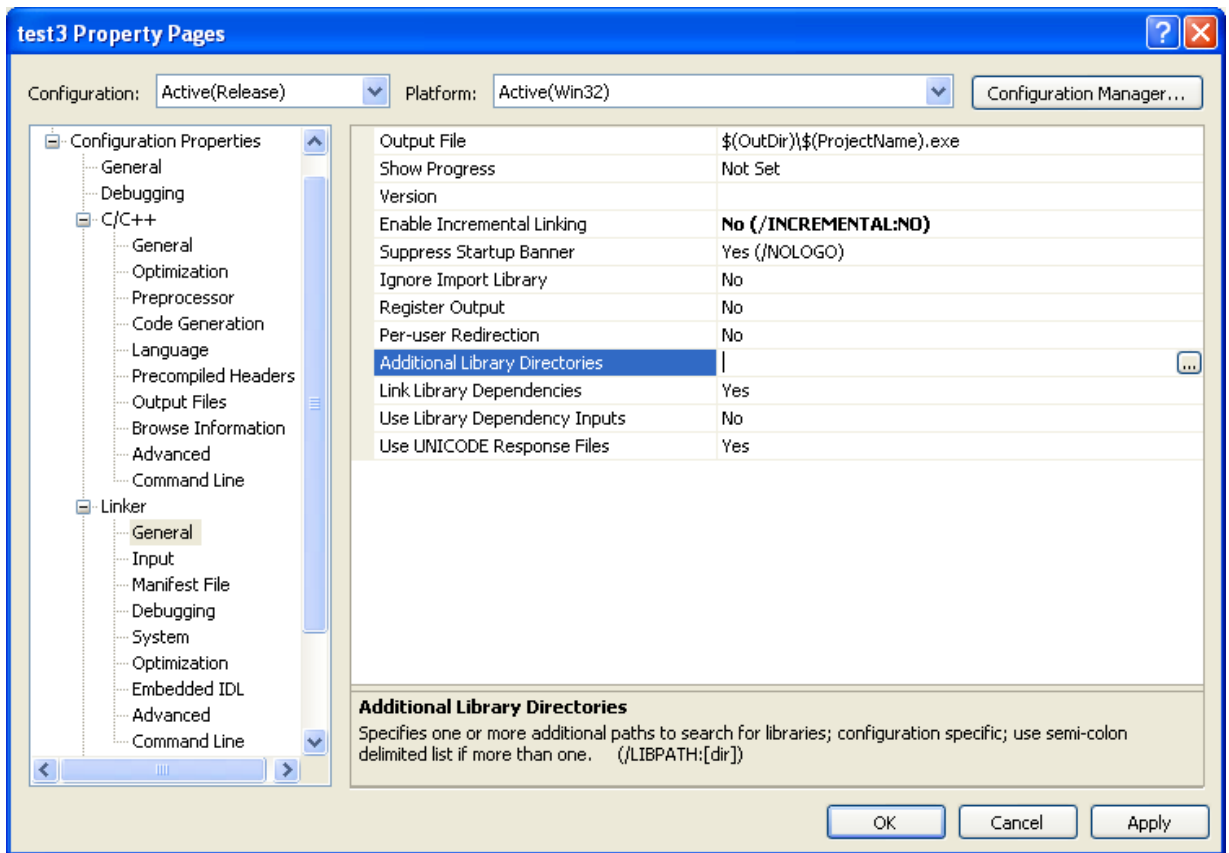 test3 Property Pages
Configuration: Active(Release) Platform: Active(Win32) Configuration Manager...
Configuration Properties
General
Debugging
C/C++
General
Optimization
Preprocessor
Code Generation
Language
Precompiled Headers
Output Files
Browse Information
Advanced
Command Line
Linker
General
Input
Manifest File
Debugging
System
Optimization
Embedded IDL
Advanced
Command Line
Output File $(OutDir)\$(ProjectName).exe
Show Progress Not Set
Version
Enable Incremental Linking No (/INCREMENTAL:NO)
Suppress Startup Banner Yes (/NOLOGO)
Ignore Import Library No
Register Output No
Per-user Redirection No
Additional Library Directories ...
Link Library Dependencies Yes
Use Library Dependency Inputs No
Use UNICODE Response Files Yes
Additional Library Directories
Specifies one or more additional paths to search for libraries; configuration specific; use semi-colon
delimited list if more than one. (/LIBPATH:[dir])
OK Cancel Apply